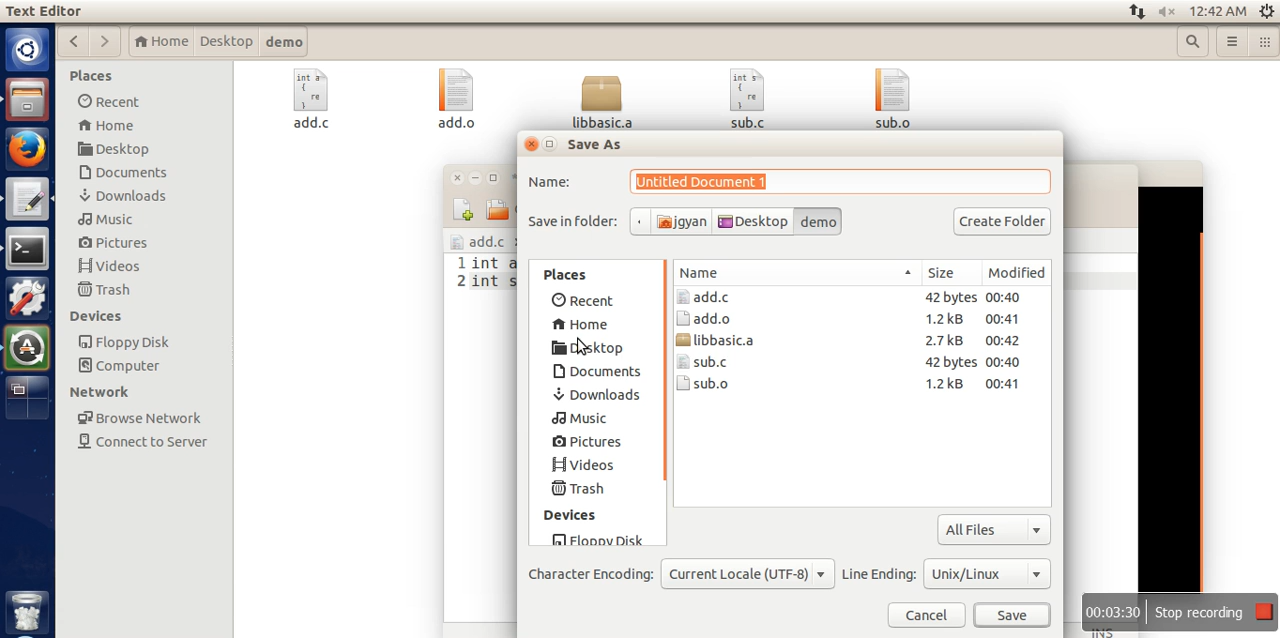 Text Editor
12:42 AM
Home Desktop demo
Places
Recent
Home
Desktop
Documents
Downloads
Music
Pictures
Videos
Trash
Devices
Floppy Disk
Computer
Network
Browse Network
Connect to Server
int a
{
re
}
add.c
add.o
libbasic.a
int s
{
re
}
sub.c
sub.o
add.c
1 int a
2 int s
INS
Save As
Name: Untitled Document 1
Save in folder: jgyan Desktop demo Create Folder
Places
Recent
Home
Desktop
Documents
Downloads
Music
Pictures
Videos
Trash
Devices
Floppy Disk
Name Size Modified
add.c 42 bytes 00:40
add.o 1.2 kB 00:41
libbasic.a 2.7 kB 00:42
sub.c 42 bytes 00:40
sub.o 1.2 kB 00:41
All Files
Character Encoding: Current Locale (UTF-8) Line Ending: Unix/Linux
Cancel Save
00:03:30 Stop recording